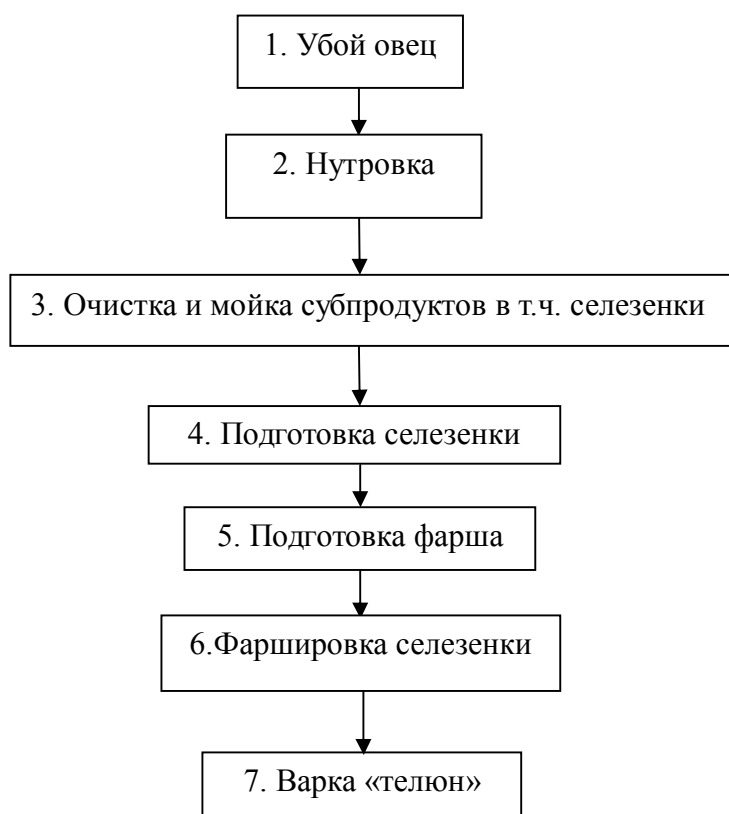 1. Убой овец
2. Нутровка
3. Очистка и мойка субпродуктов в т.ч. селезенки
4. Подготовка селезенки
5. Подготовка фарша
6.Фаршировка селезенки
7. Варка «телюн»